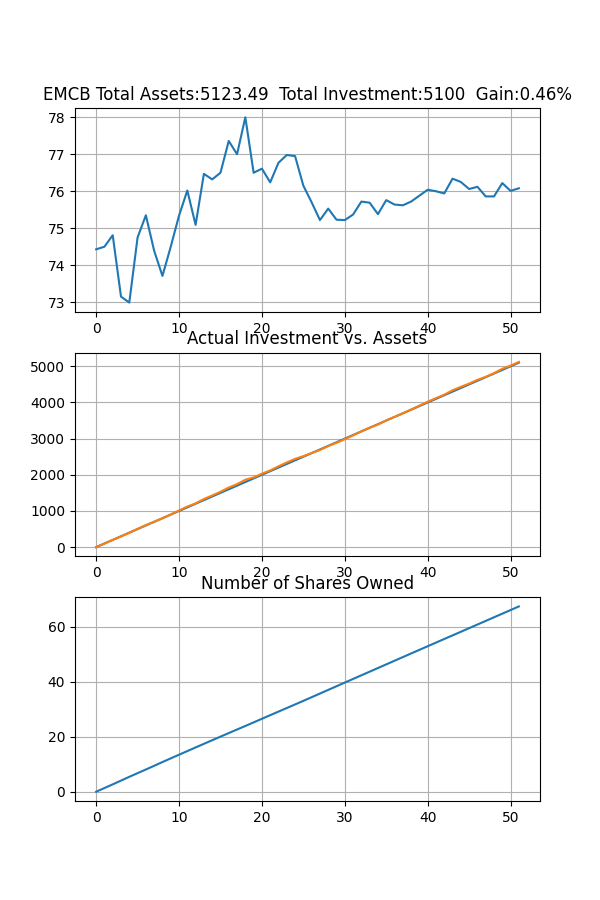 EMCB Total Assets:5123.49  Total Investment:5100  Gain:0.46%
78
77
76
75
74
73
0 10 20 30 40 50
Actual Investment vs. Assets
5000
4000
3000
2000
1000
0
0 10 20 30 40 50
Number of Shares Owned
60
40
20
0
0 10 20 30 40 50